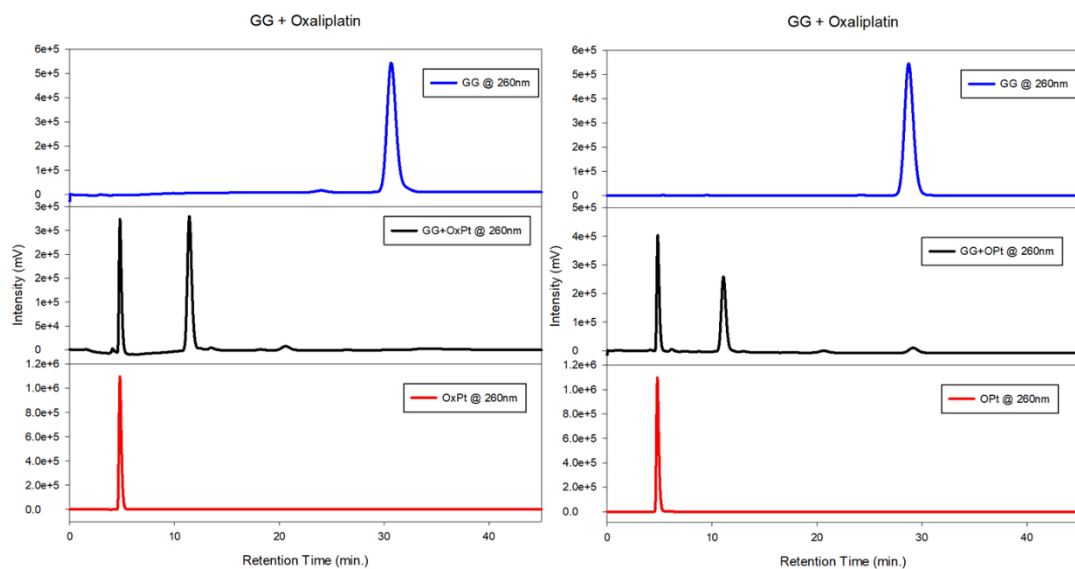 GG + Oxaliplatin
6e+5
5e+5
4e+5
3e+5
2e+5
1e+5
0
GG @ 260nm
3e+5
3e+5
2e+5
2e+5
1e+5
5e+4
0
GG+OxPt @ 260nm
Intensity (mV)
1.2e+6
1.0e+6
8.0e+5
6.0e+5
4.0e+5
2.0e+5
0.0
OxPt @ 260nm
0 10 20 30 40
Retention Time (min.)
GG + Oxaliplatin
6e+5
5e+5
4e+5
3e+5
2e+5
1e+5
0
GG @ 260nm
5e+5
4e+5
3e+5
2e+5
1e+5
0
GG+OPt @ 260nm
Intensity (mV)
1.2e+6
1.0e+6
8.0e+5
6.0e+5
4.0e+5
2.0e+5
0.0
OPt @ 260nm
0 10 20 30 40
Retention Time (min.)